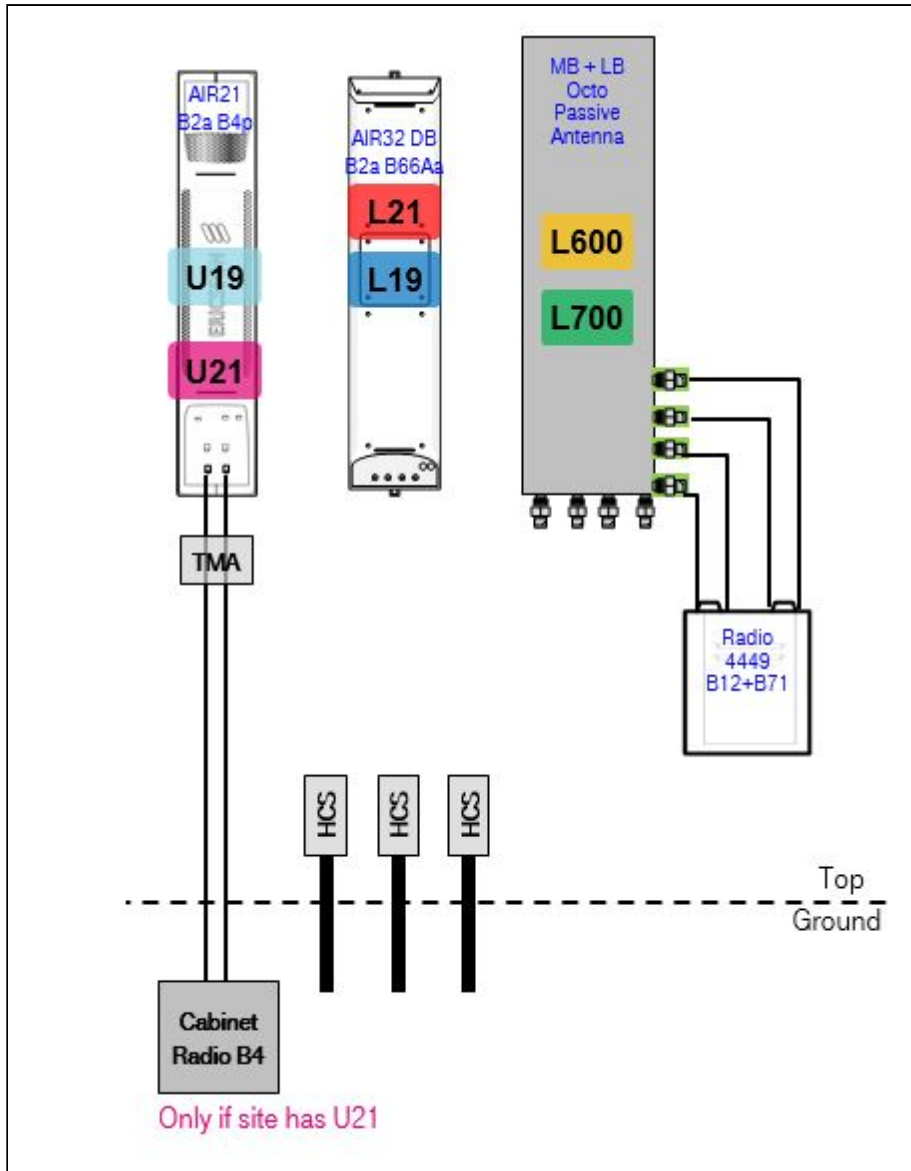 AIR21
B2a B4p
U19
ERICSSON
U21
TMA
AIR32 DB
B2a B66Aa
L21
L19
MB + LB
Octo
Passive
Antenna
L600
L700
Radio
4449
B12+B71
HCS
HCS
HCS
Top
Ground
Cabinet
Radio B4
Only if site has U21